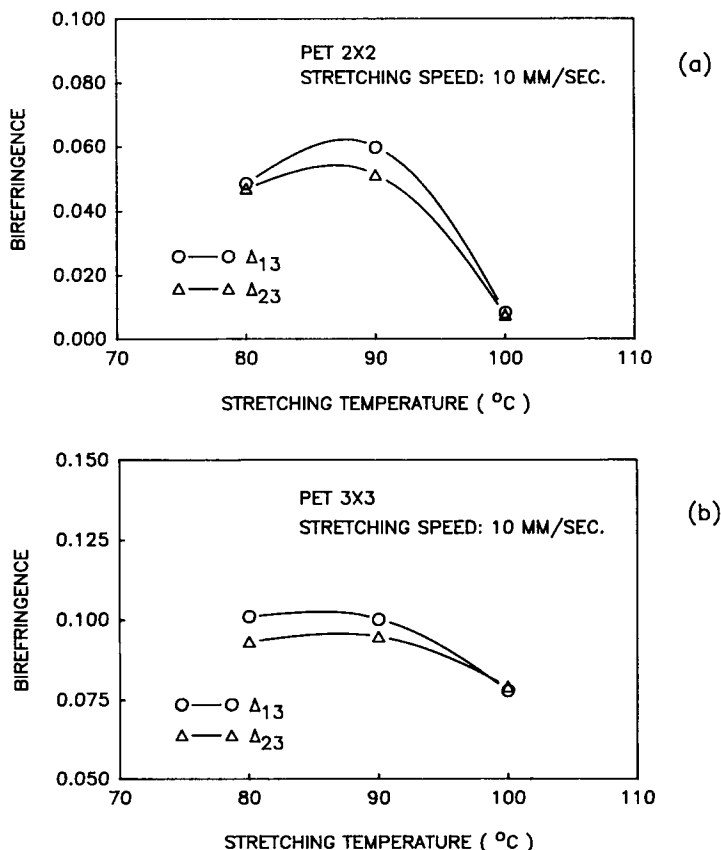 0.100
PET 2X2
STRETCHING SPEED: 10 MM/SEC.
(a)
0.080
0.060
0.040
0.020
0.000
BIREFRINGENCE
Δ13
Δ23
70 80 90 100 110
STRETCHING TEMPERATURE ( °C )
0.150
PET 3X3
STRETCHING SPEED: 10 MM/SEC.
(b)
0.125
0.100
0.075
0.050
BIREFRINGENCE
Δ13
Δ23
70 80 90 100 110
STRETCHING TEMPERATURE ( °C )